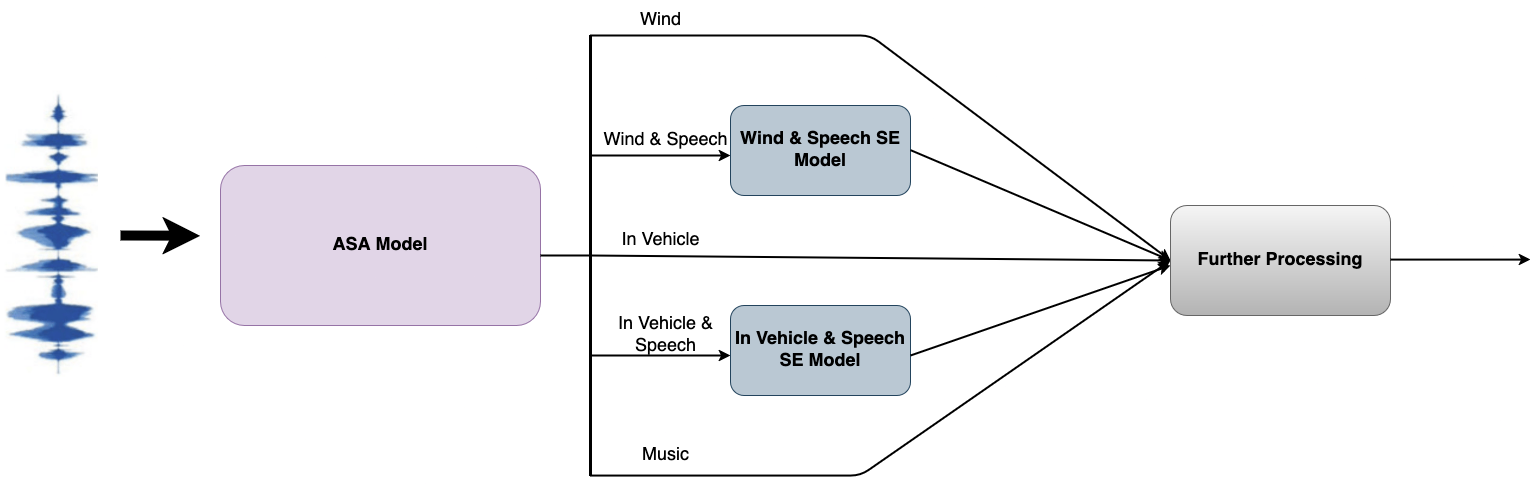 Wind
Wind & Speech
Wind & Speech SE
Model
ASA Model
In Vehicle
Further Processing
In Vehicle &
Speech
In Vehicle & Speech
SE Model
Music